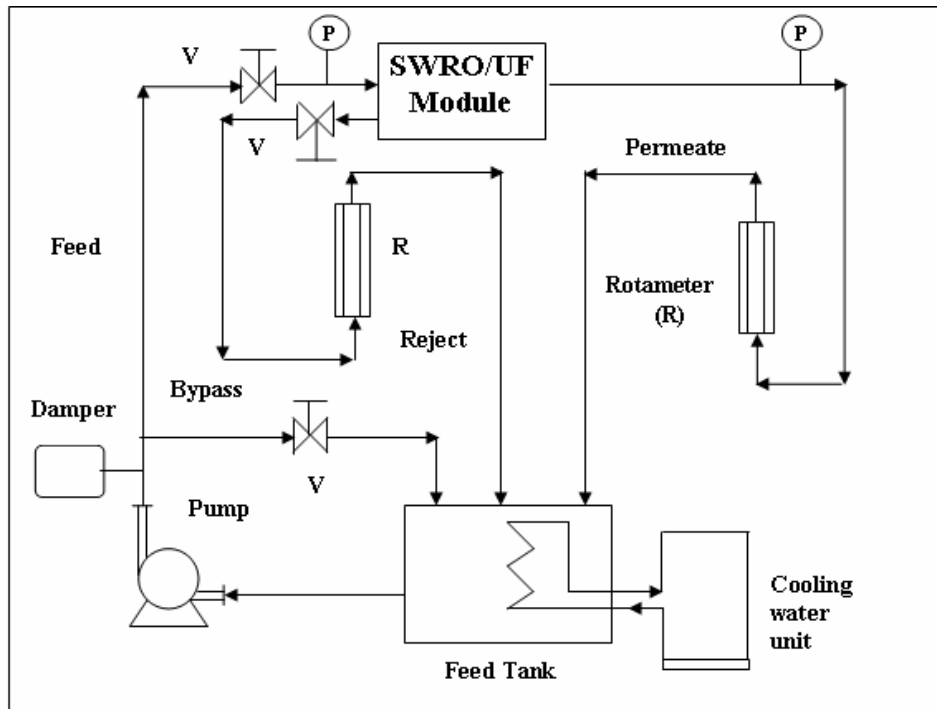 P
P
V
SWRO/UF
Module
V
Permeate
Feed
R
Rotameter
(R)
Reject
Bypass
Damper
V
Pump
Cooling
water
unit
Feed Tank